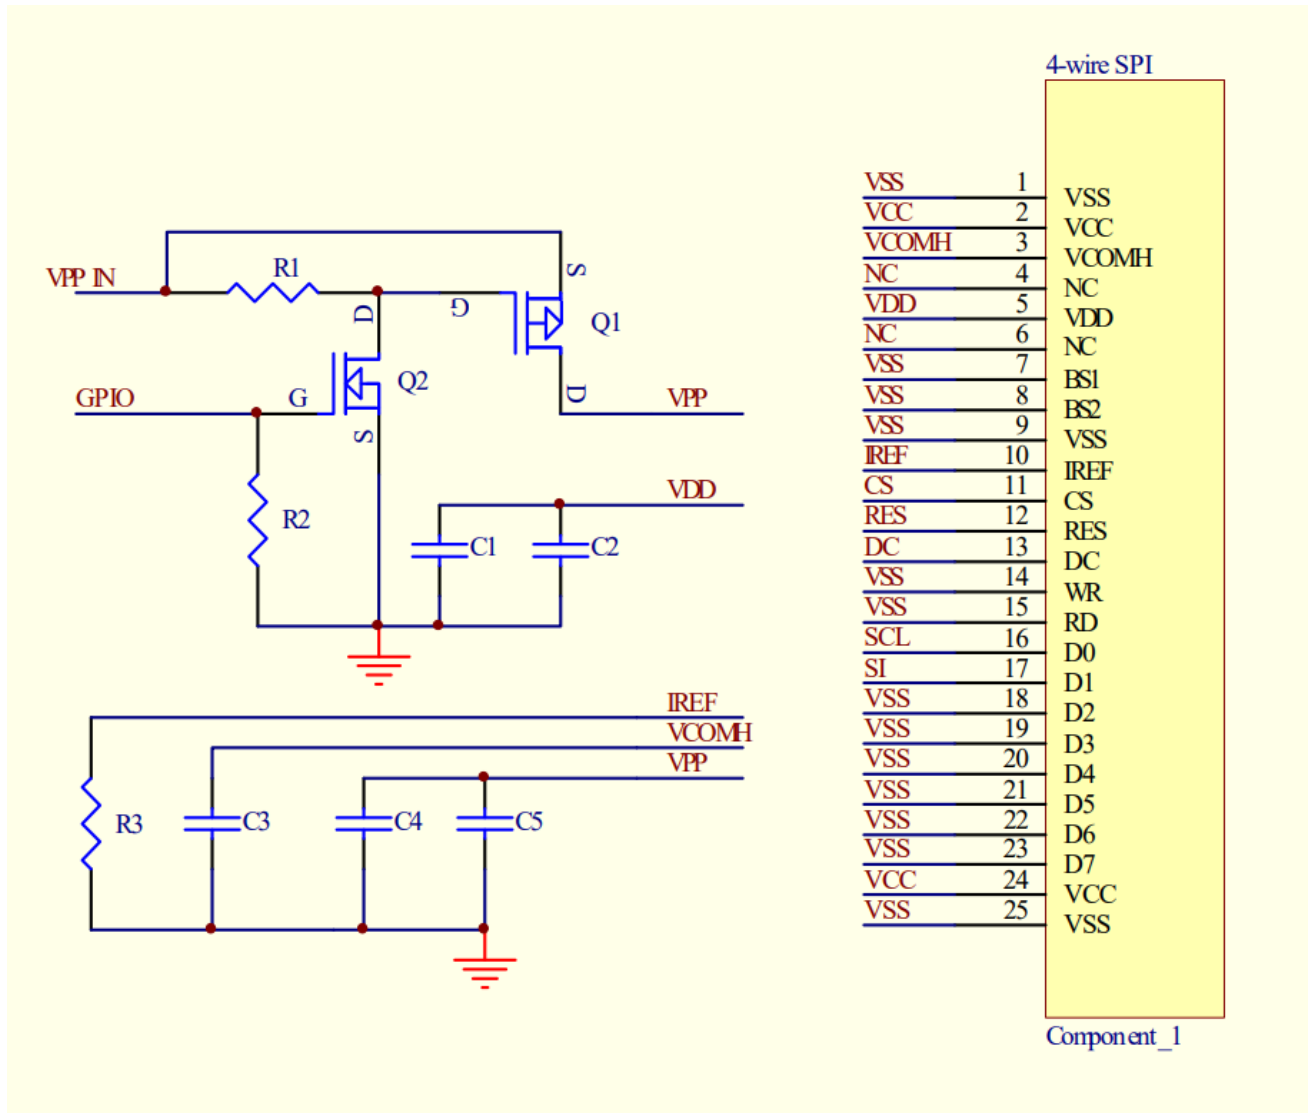 4-wire SPI
VSS 1 VSS
VCC 2 VCC
VCOMH 3 VCOMH
NC 4 NC
VDD 5 VDD
NC 6 NC
VSS 7 BS1
VSS 8 BS2
VSS 9 VSS
IREF 10 IREF
CS 11 CS
RES 12 RES
DC 13 DC
VSS 14 WR
VSS 15 RD
SCL 16 D0
SI 17 D1
VSS 18 D2
VSS 19 D3
VSS 20 D4
VSS 21 D5
VSS 22 D6
VSS 23 D7
VCC 24 VCC
VSS 25 VSS
Component_1
VPP IN
R1
S
D
G
Q1
Q2
GPIO
G
S
D
VPP
R2
VDD
C1
C2
IREF
VCOMH
VPP
R3
C3
C4
C5